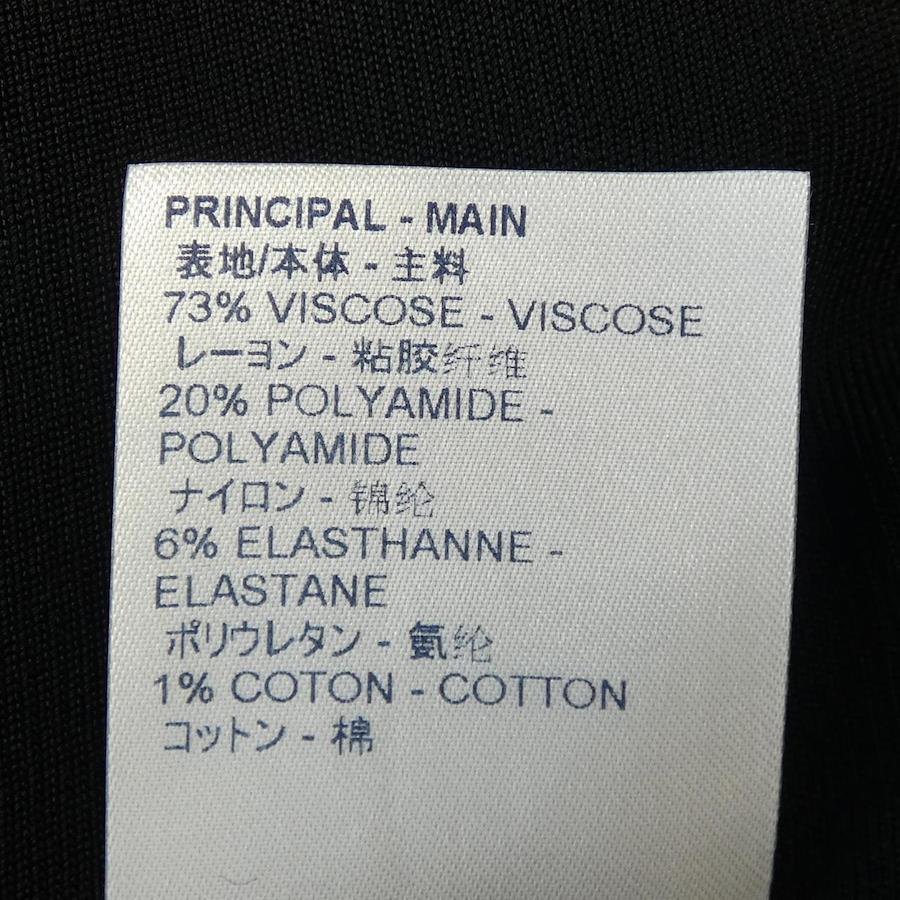 PRINCIPAL - MAIN
表地/本体 - 主料
73% VISCOSE - VISCOSE
レーヨン - 粘胶纤维
20% POLYAMIDE -
POLYAMIDE
ナイロン - 锦纶
6% ELASTHANNE -
ELASTANE
ポリウレタン - 氨纶
1% COTON - COTTON
コットン - 棉